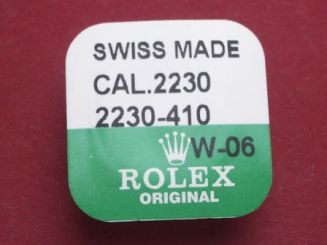 SWISS MADE
CAL.2230
2230-410
W-06
ROLEX
ORIGINAL